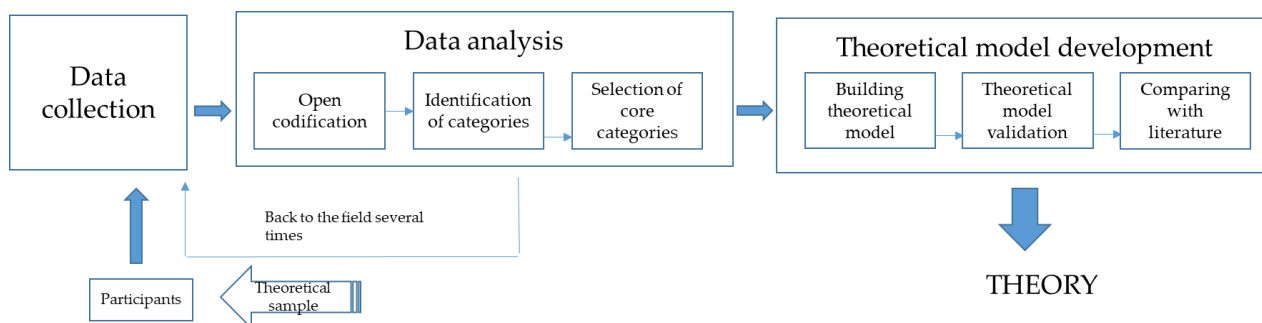 Data
collection
Data analysis
Open
codification
Identification
of categories
Selection of
core
categories
Theoretical model development
Building
theoretical
model
Theoretical
model
validation
Comparing
with
literature
Back to the field several
times
Participants
Theoretical
sample
THEORY